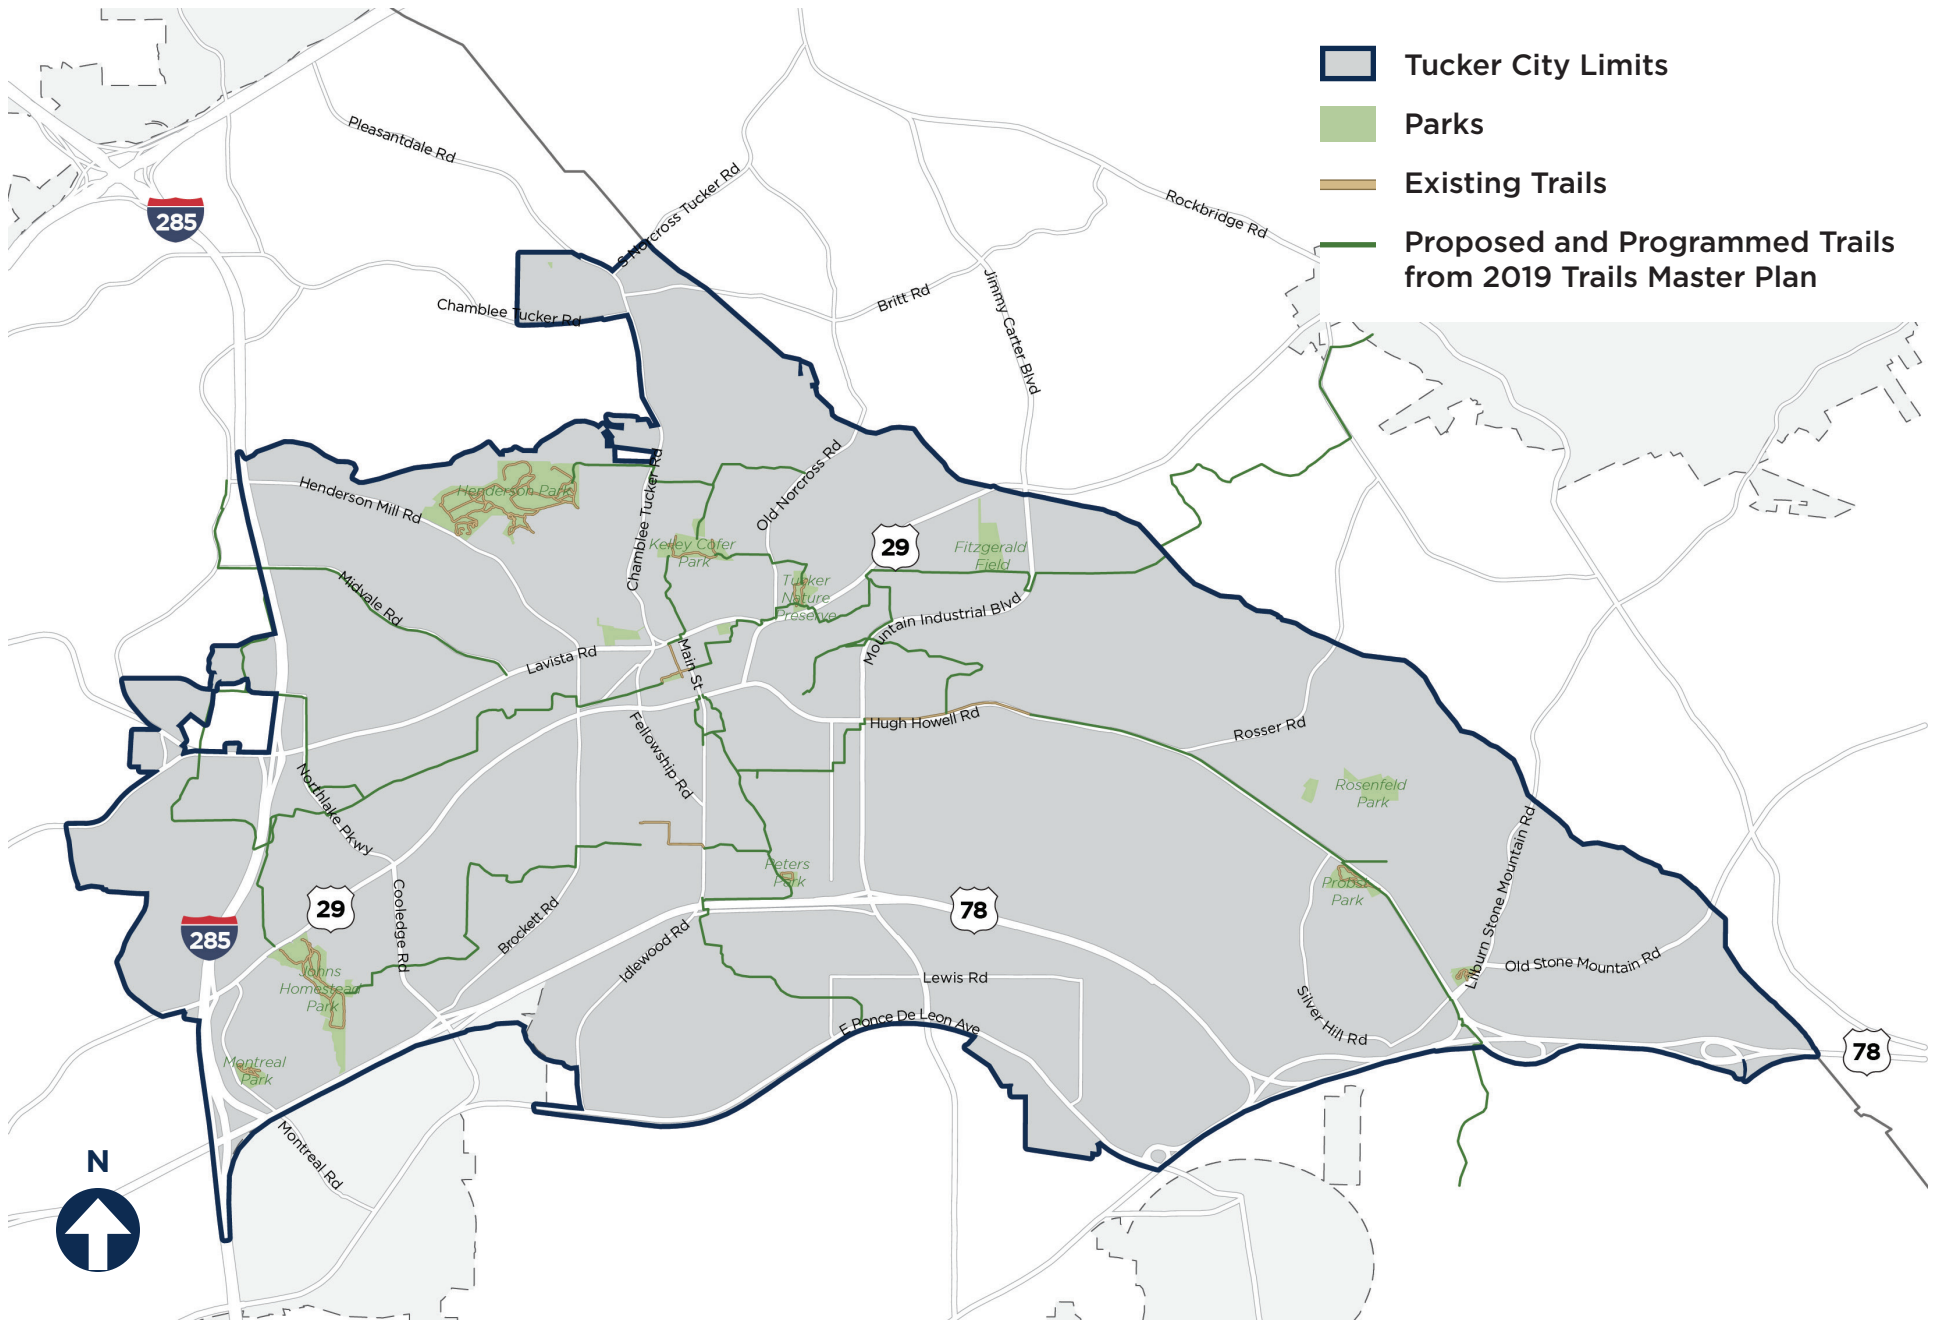 Tucker City Limits
Parks
Existing Trails
Proposed and Programmed Trails
from 2019 Trails Master Plan
Pleasantdale Rd
285
S Norcross Tucker Rd
Rockbridge Rd
Chamblee Tucker Rd
Britt Rd
Jimmy Carter Blvd
Henderson Mill Rd
Henderson Park
Chamblee Tucker Rd
Old Norcross Rd
Kelley Cofer
Park
29
Fitzgerald
Field
Midvale Rd
Tucker
Nature
Preserve
Mountain Industrial Blvd
Lavista Rd
Main St
Hugh Howell Rd
Fellowship Rd
Rosser Rd
Northlake Pkwy
Rosenfeld
Park
Peters
Park
Probst
Park
Lilburn Stone Mountain Rd
29
Cooledge Rd
Brockett Rd
78
285
Idlewood Rd
Johns
Homestead
Park
Lewis Rd
Old Stone Mountain Rd
E Ponce De Leon Ave
Silver Hill Rd
Montreal
Park
78
Montreal Rd
N